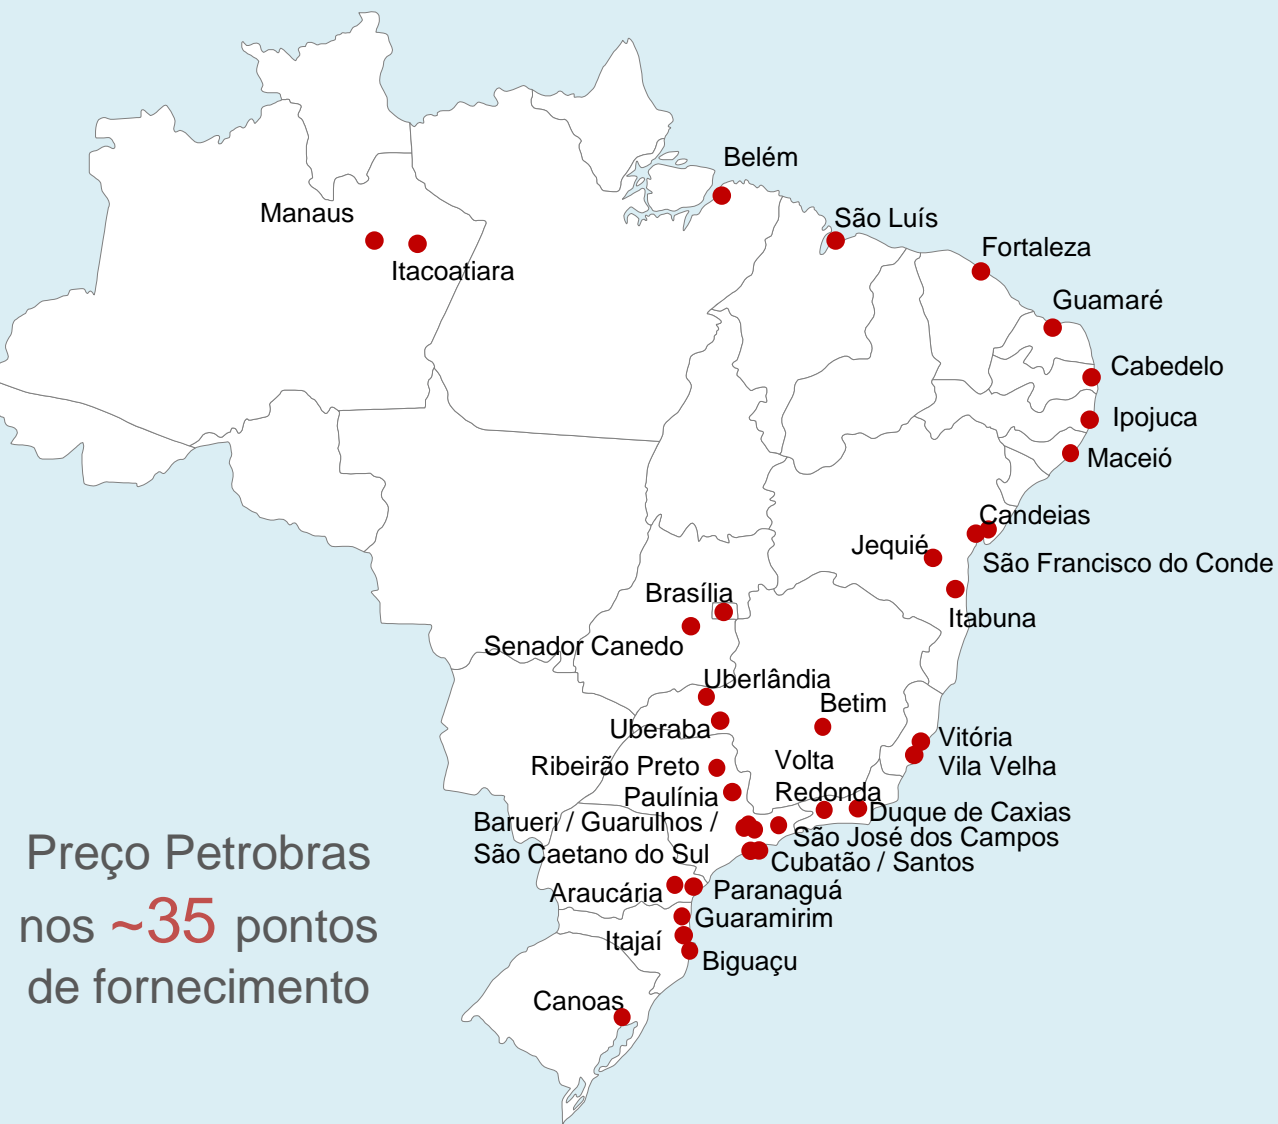 Belém
Manaus
São Luís
Fortaleza
Itacoatiara
Guamaré
Cabedelo
Ipojuca
Maceió
Candeias
Jequié
São Francisco do Conde
Brasília
Itabuna
Senador Canedo
Uberlândia
Betim
Uberaba
Vitória
Volta
Redonda
Vila Velha
Ribeirão Preto
Paulínia
Duque de Caxias
Barueri / Guarulhos /
São Caetano do Sul
São José dos Campos
Cubatão / Santos
Araucária
Paranaguá
Guaramirim
Itajaí
Biguaçu
Canoas
Preço Petrobras
nos ~35 pontos
de fornecimento